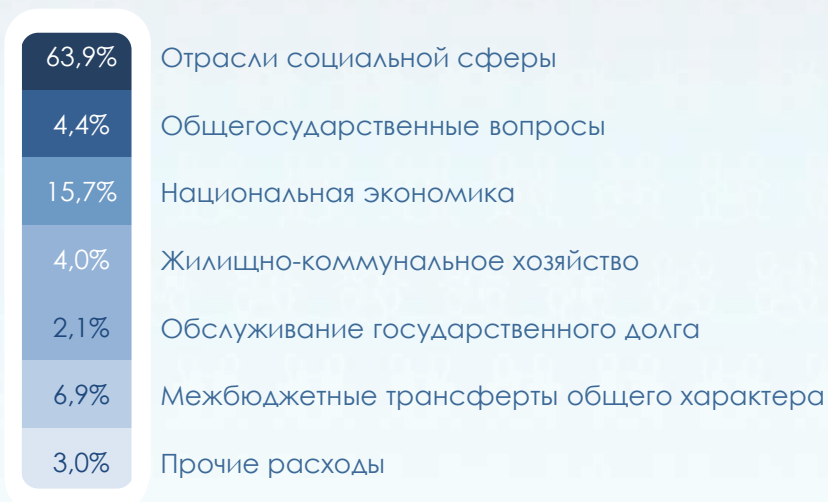 63,9% Отрасли социальной сферы
4,4% Общегосударственные вопросы
15,7% Национальная экономика
4,0% Жилищно-коммунальное хозяйство
2,1% Обслуживание государственного долга
6,9% Межбюджетные трансферты общего характера
3,0% Прочие расходы